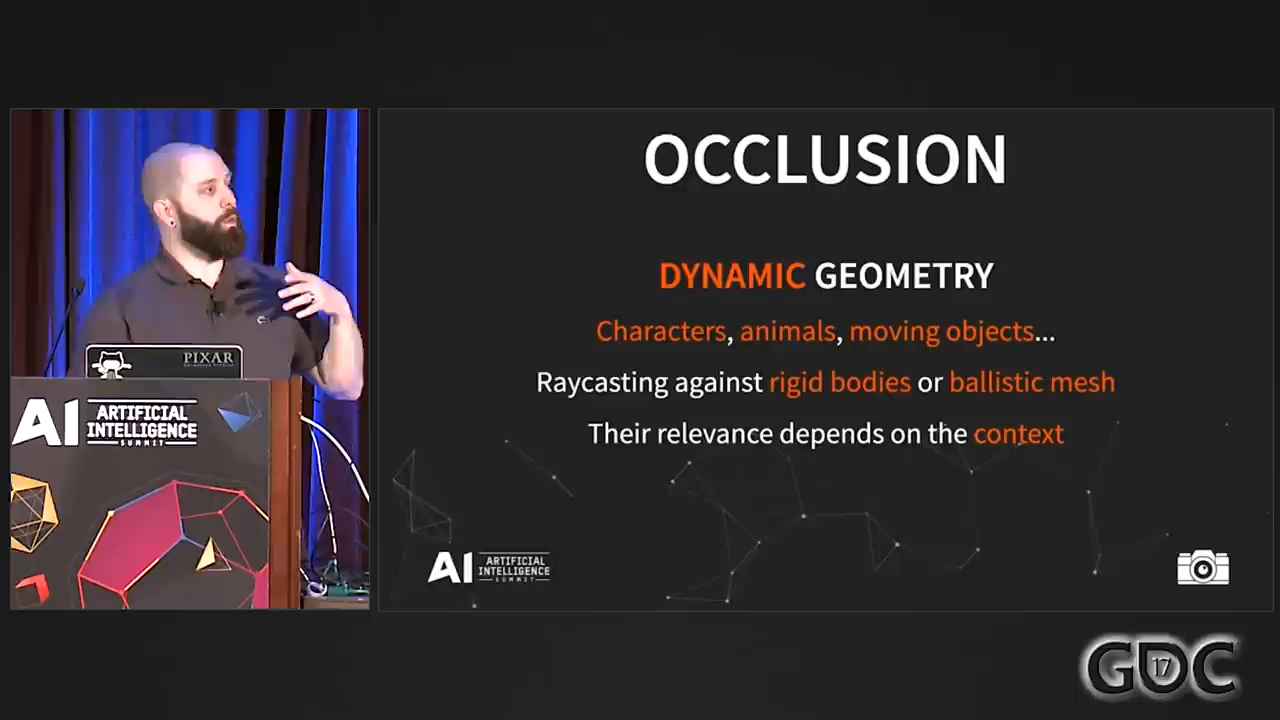 OCCLUSION
DYNAMIC GEOMETRY
Characters, animals, moving objects...
Raycasting against rigid bodies or ballistic mesh
Their relevance depends on the context
AI ARTIFICIAL
INTELLIGENCE
SUMMIT
PIXAR
AI ARTIFICIAL
INTELLIGENCE
SUMMIT
GDC
17